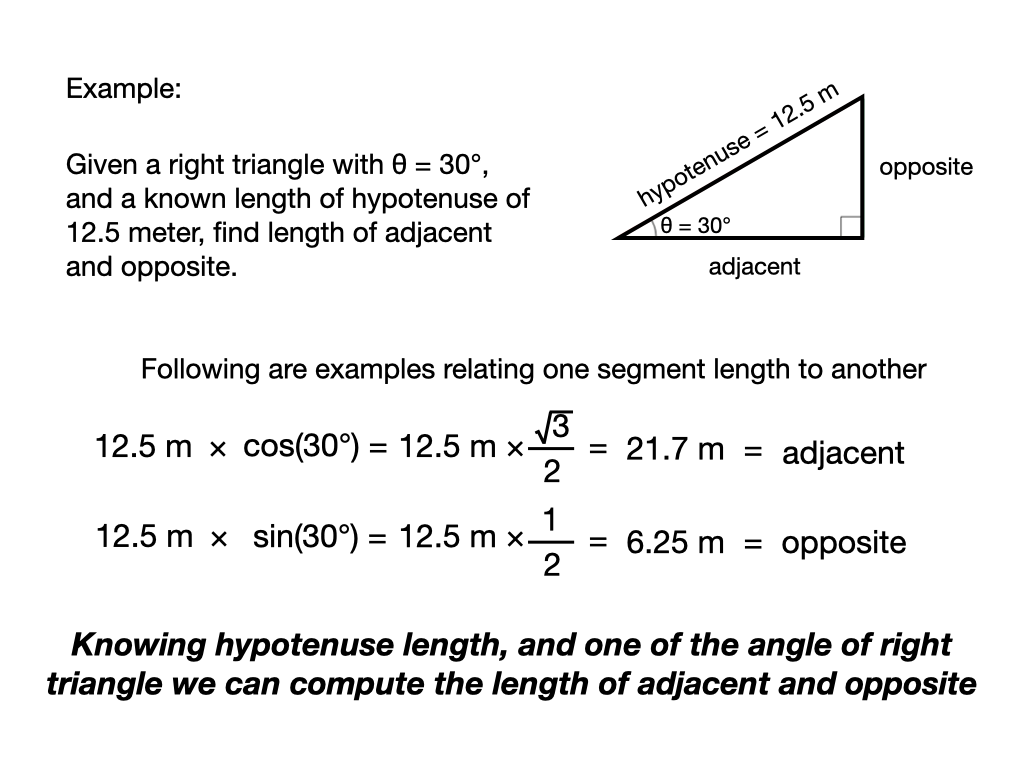 Example:
Given a right triangle with θ = 30°,
and a known length of hypotenuse of
12.5 meter, find length of adjacent
and opposite.
hypotenuse = 12.5 m
opposite
θ = 30°
adjacent
Following are examples relating one segment length to another
12.5 m × cos(30°) = 12.5 m × √3/2 = 21.7 m = adjacent
12.5 m × sin(30°) = 12.5 m × 1/2 = 6.25 m = opposite
Knowing hypotenuse length, and one of the angle of right
triangle we can compute the length of adjacent and opposite